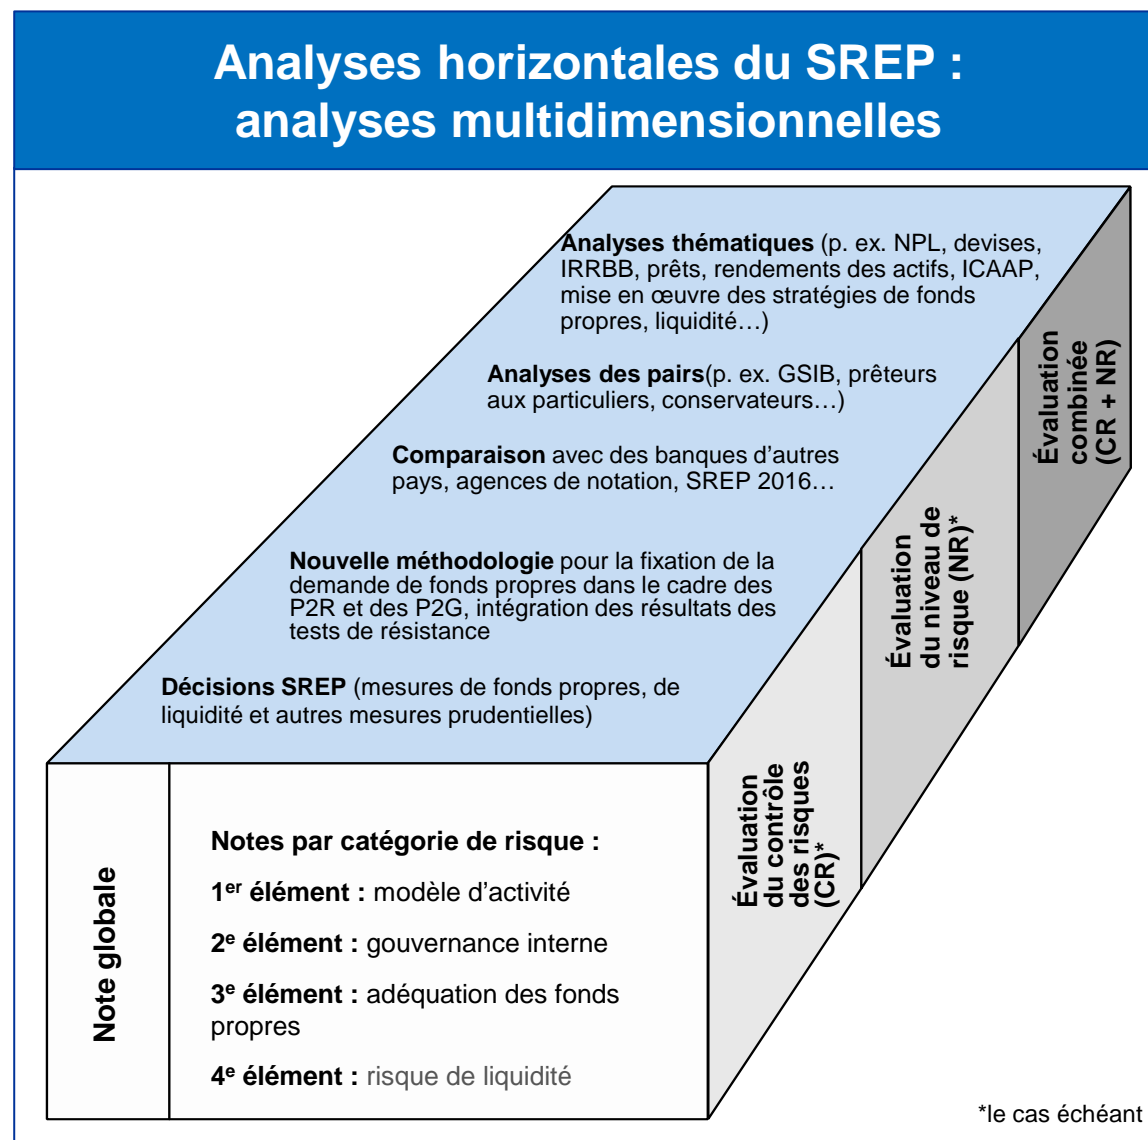 Analyses horizontales du SREP :
analyses multidimensionnelles
Analyses thématiques (p. ex. NPL, devises,
IRRBB, prêts, rendements des actifs, ICAAP,
mise en œuvre des stratégies de fonds
propres, liquidité…)
Analyses des pairs(p. ex. GSIB, prêteurs
aux particuliers, conservateurs…)
Comparaison avec des banques d’autres
pays, agences de notation, SREP 2016…
Nouvelle méthodologie pour la fixation de la
demande de fonds propres dans le cadre des
P2R et des P2G, intégration des résultats des
tests de résistance
Décisions SREP (mesures de fonds propres, de
liquidité et autres mesures prudentielles)
Note globale
Notes par catégorie de risque :
1er élément : modèle d’activité
2e élément : gouvernance interne
3e élément : adéquation des fonds
propres
4e élément : risque de liquidité
Évaluation
du contrôle
des risques
(CR)*
Évaluation
du niveau de
risque (NR)*
Évaluation
combinée
(CR + NR)
*le cas échéant